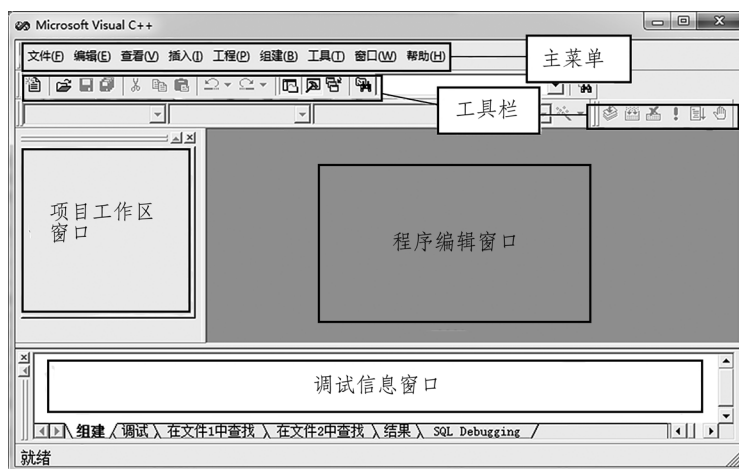 Microsoft Visual C++
文件(F) 编辑(E) 查看(V) 插入(I) 工程(P) 组建(B) 工具(T) 窗口(W) 帮助(H)
主菜单
工具栏
项目工作区
窗口
程序编辑窗口
调试信息窗口
组建 调试 在文件1中查找 在文件2中查找 结果 SQL Debugging
就绪